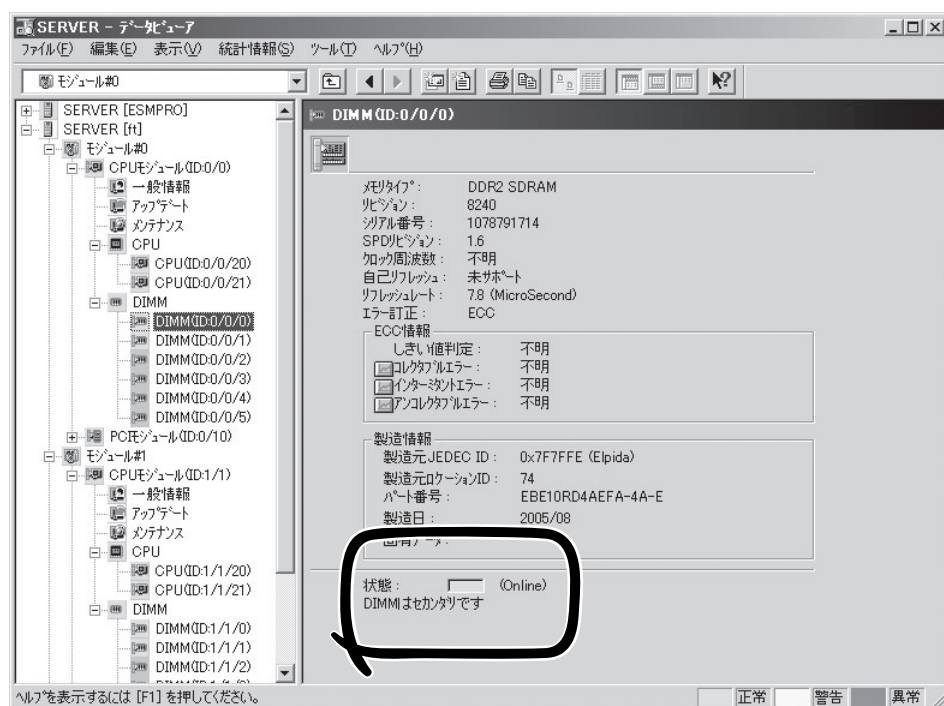 SERVER - データビューア
ファイル(F) 編集(E) 表示(V) 統計情報(S) ツール(T) ヘルプ(H)
モジュール#0
SERVER [ESMPRO]
SERVER [ft]
モジュール#0
CPUモジュール(ID:0/0)
一般情報
アップデート
メンテナンス
CPU
CPU(ID:0/0/20)
CPU(ID:0/0/21)
DIMM
DIMM(ID:0/0/0)
DIMM(ID:0/0/1)
DIMM(ID:0/0/2)
DIMM(ID:0/0/3)
DIMM(ID:0/0/4)
DIMM(ID:0/0/5)
PCIモジュール(ID:0/10)
モジュール#1
CPUモジュール(ID:1/1)
一般情報
アップデート
メンテナンス
CPU
CPU(ID:1/1/20)
CPU(ID:1/1/21)
DIMM
DIMM(ID:1/1/0)
DIMM(ID:1/1/1)
DIMM(ID:1/1/2)
DIMM(ID:0/0/0)
メモリタイプ: DDR2 SDRAM
リビジョン: 8240
シリアル番号: 1078791714
SPDリビジョン: 1.6
クロック周波数: 不明
自己リフレッシュ: 未サポート
リフレッシュレート: 7.8 (MicroSecond)
エラー訂正: ECC
ECC情報
しきい値判定: 不明
コレクタブルエラー: 不明
インターミタントエラー: 不明
アンコレクタブルエラー: 不明
製造情報
製造元JEDEC ID: 0x7F7FFE (Elpida)
製造元ロケーションID: 74
パート番号: EBE10RD4AEFA-4A-E
製造日: 2005/08
固有データ:
状態: (Online)
DIMMはセカンダリです
ヘルプを表示するには [F1] を押してください。
正常 警告 異常